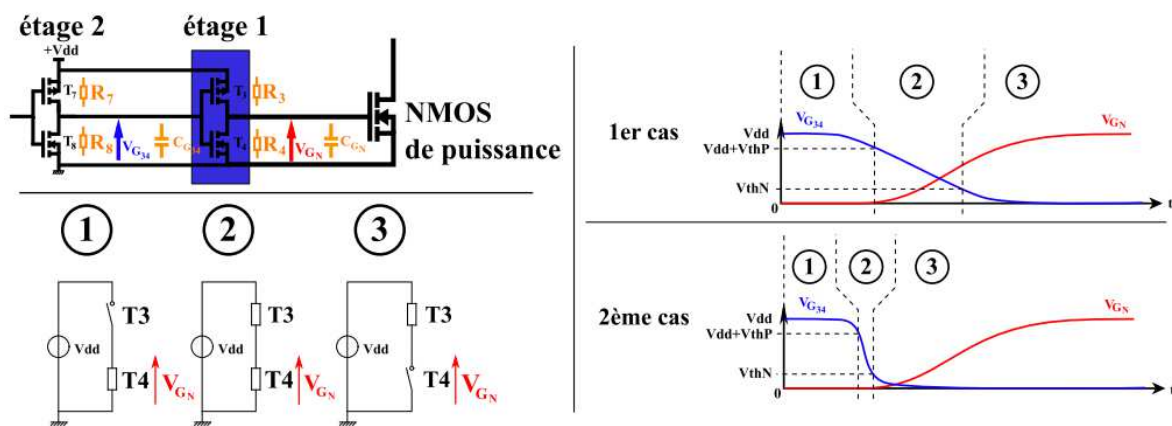 étage 2
étage 1
+Vdd
T7
R7
T3
R3
T8
R8
VG34
CG34
T4
R4
VGN
CGN
NMOS
de puissance
1
2
3
T3
Vdd
T4
VGN
T3
Vdd
T4
VGN
T3
Vdd
T4
VGN
1er cas
1
2
3
VG34
VGN
Vdd
Vdd+VthP
VthN
0
t
2ème cas
1
2
3
VG34
VGN
Vdd
Vdd+VthP
VthN
0
t